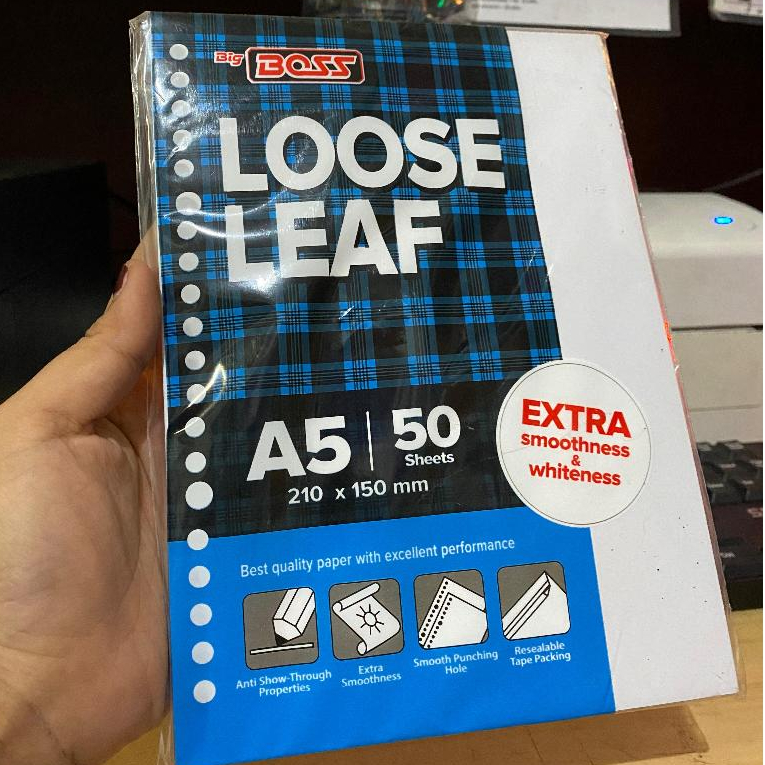 Big BOSS
LOOSE
LEAF
A5 | 50
Sheets
210 x 150 mm
EXTRA
smoothness
&
whiteness
Best quality paper with excellent performance
Anti Show-Through
Properties
Extra
Smoothness
Smooth Punching
Hole
Resealable
Tape Packing